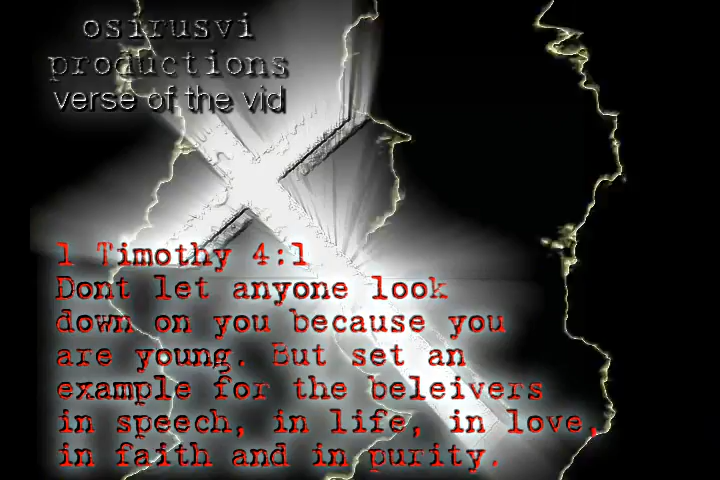 osirusvi
productions
verse of the vid
1 Timothy 4:1
Dont let anyone look
down on you because you
are young. But set an
example for the beleivers
in speech, in life, in love,
in faith and in purity.